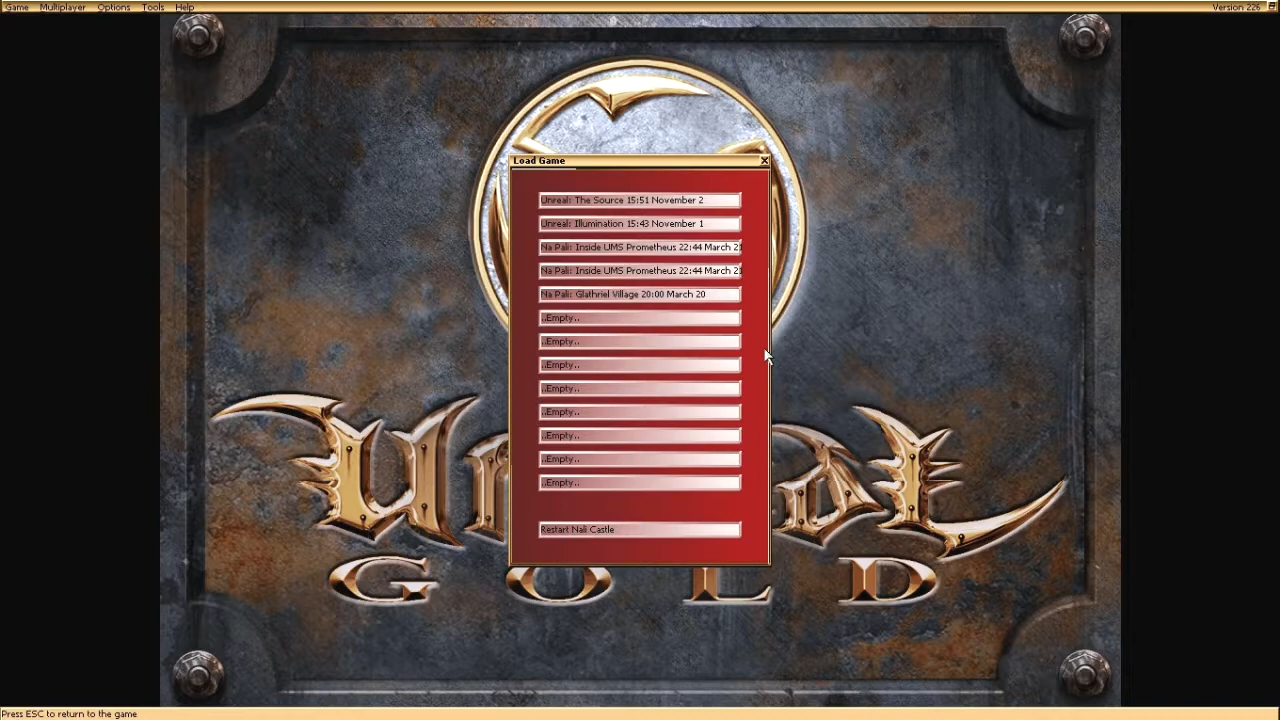 Game Multiplayer Options Tools Help Version 226
Load Game
Unreal: The Source 15:51 November 2
Unreal: Illumination 15:43 November 1
Na Pali: Inside UMS Prometheus 22:44 March 21
Na Pali: Inside UMS Prometheus 22:44 March 21
Na Pali: Glathriel Village 20:00 March 20
..Empty..
..Empty..
..Empty..
..Empty..
..Empty..
..Empty..
..Empty..
..Empty..
Restart Nali Castle
Unreal
GOLD
Press ESC to return to the game